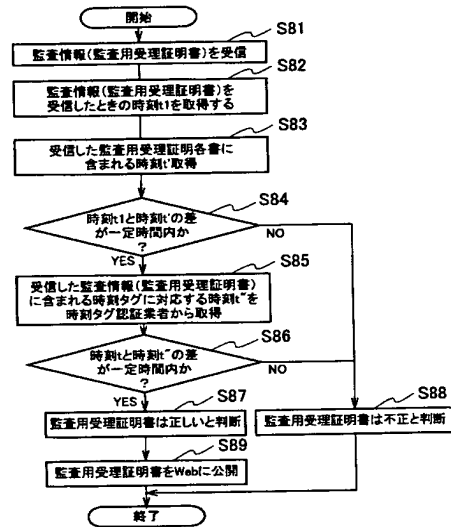 開始
S81
監査情報(監査用受理証明書)を受信
S82
監査情報(監査用受理証明書)を
受信したときの時刻t1を取得する
S83
受信した監査用受理証明各書に
含まれる時刻t'取得
S84
時刻t1と時刻t'の差
が一定時間内か
?
NO
YES
S85
受信した監査情報(監査用受理証明書)
に含まれる時刻タグに対応する時刻t"を
時刻タグ認証業者から取得
S86
時刻tと時刻t"の差
が一定時間内か
?
NO
YES
S87
監査用受理証明書は正しいと判断
S88
監査用受理証明書は不正と判断
S89
監査用受理証明書をWebに公開
終了